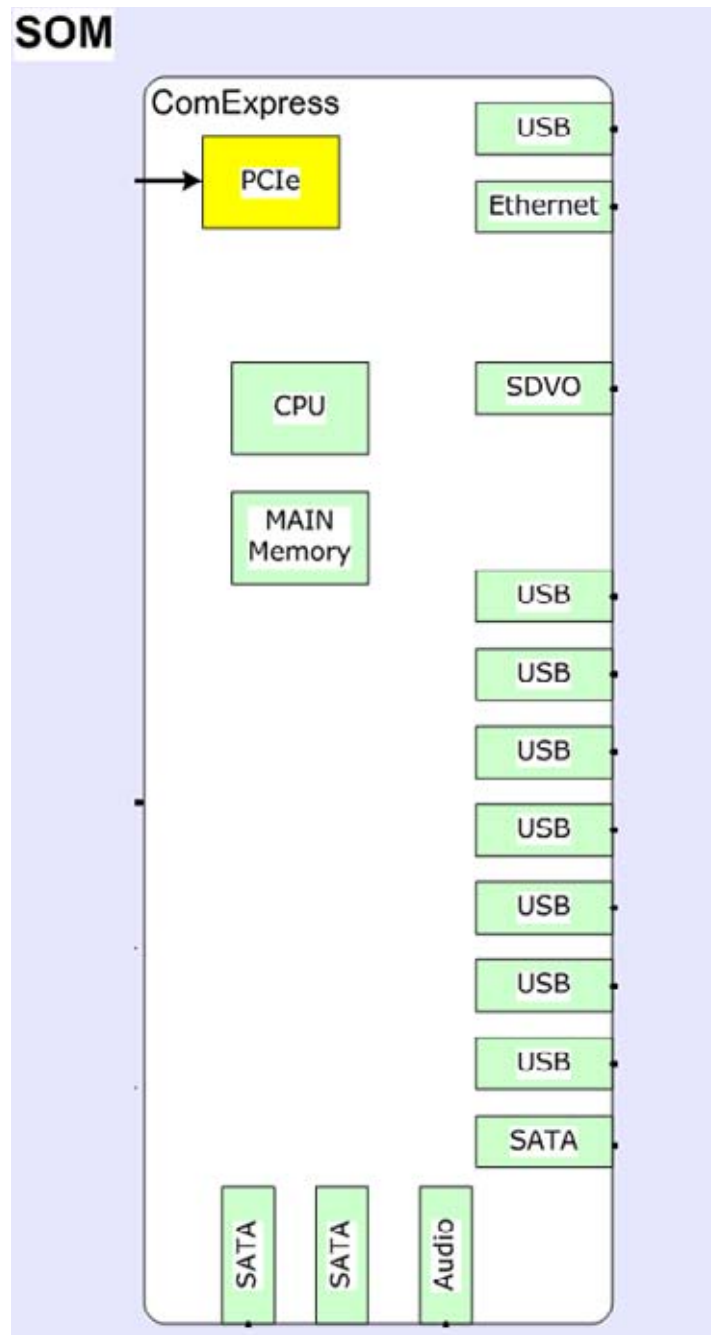 SOM
ComExpress
USB
PCIe
Ethernet
SDVO
CPU
MAIN
Memory
USB
USB
USB
USB
USB
USB
USB
SATA
SATA
SATA
Audio